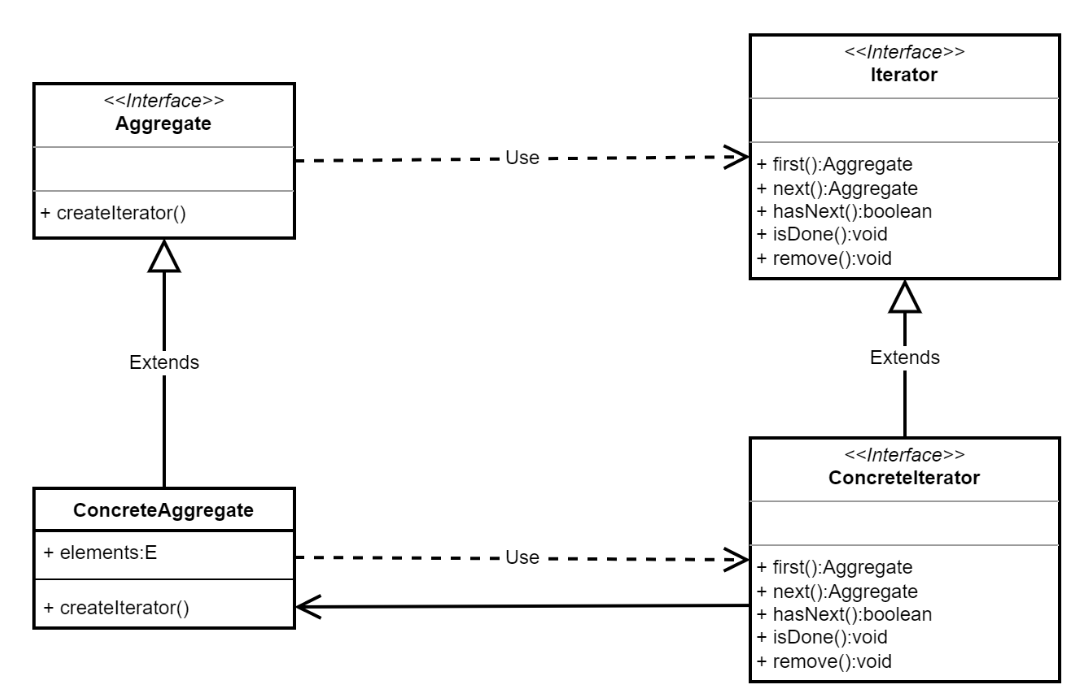 <<Interface>>
Aggregate
+ createIterator()
Use
<<Interface>>
Iterator
+ first():Aggregate
+ next():Aggregate
+ hasNext():boolean
+ isDone():void
+ remove():void
Extends
Extends
ConcreteAggregate
+ elements:E
+ createIterator()
Use
<<Interface>>
ConcreteIterator
+ first():Aggregate
+ next():Aggregate
+ hasNext():boolean
+ isDone():void
+ remove():void